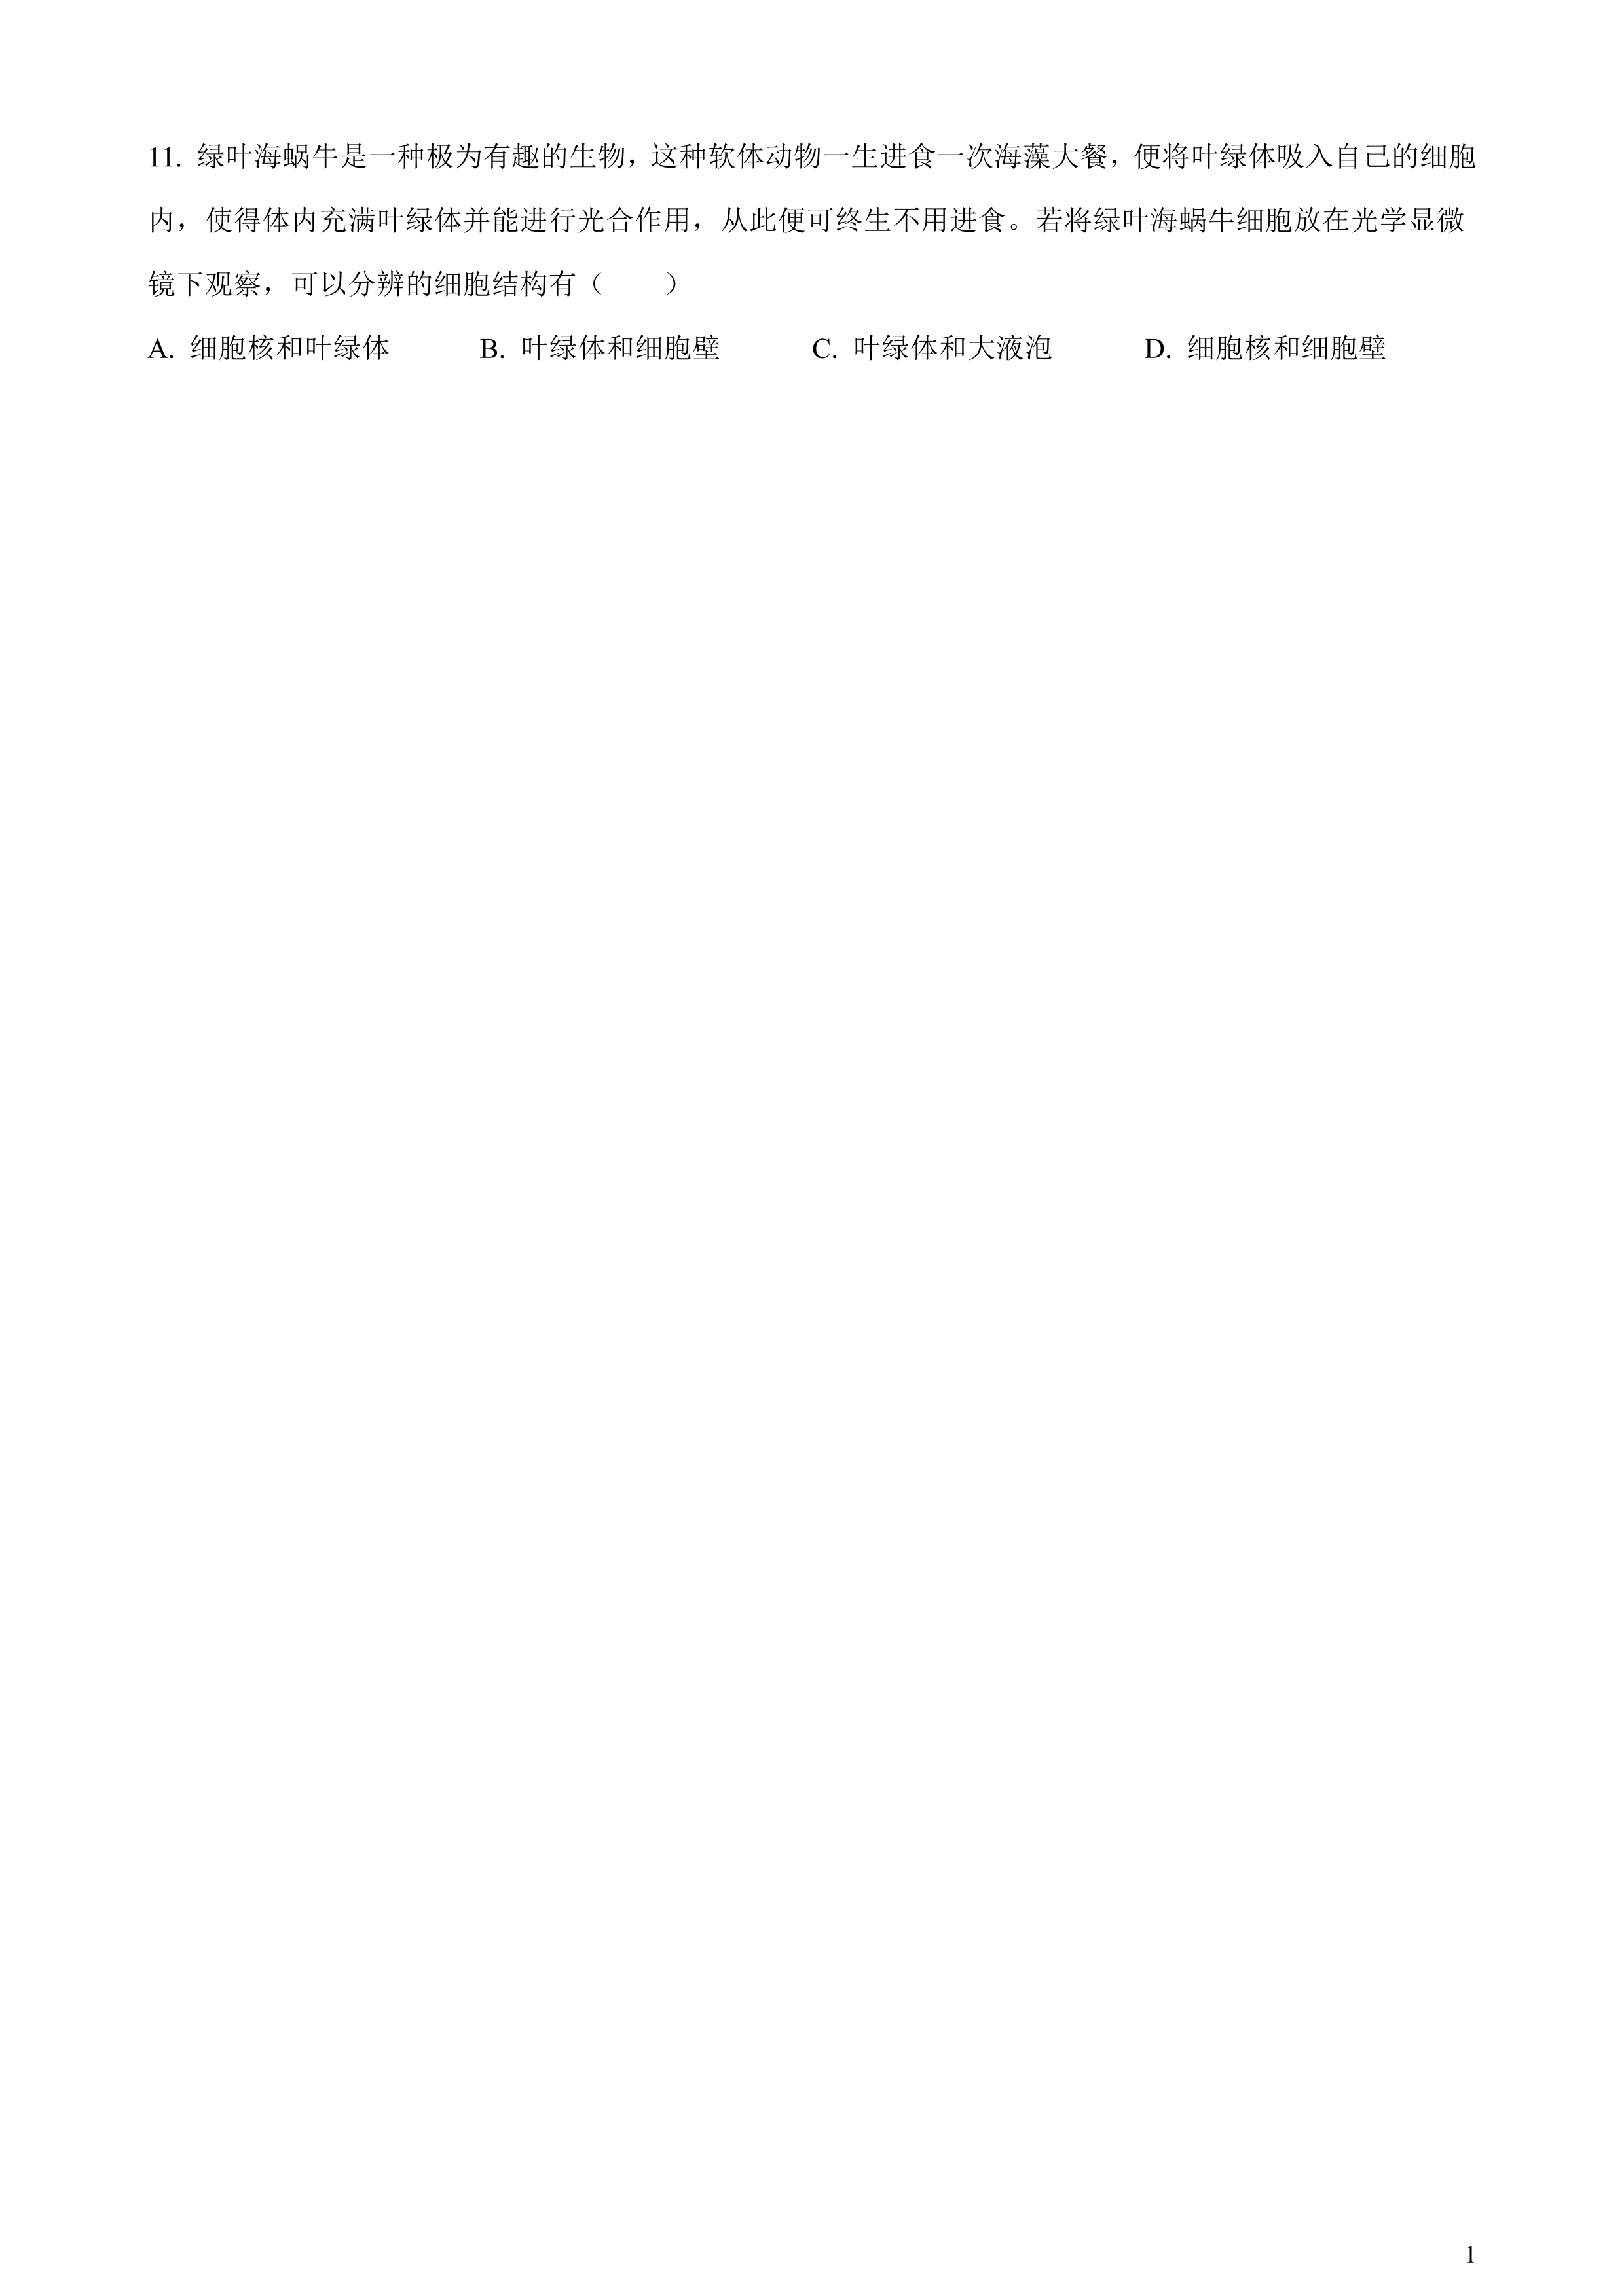 11. 绿叶海蜗牛是一种极为有趣的生物，这种软体动物一生进食一次海藻大餐，便将叶绿体吸入自己的细胞
内，使得体内充满叶绿体并能进行光合作用，从此便可终生不用进食。若将绿叶海蜗牛细胞放在光学显微
镜下观察，可以分辨的细胞结构有（　　）
A. 细胞核和叶绿体　B. 叶绿体和细胞壁　C. 叶绿体和大液泡　D. 细胞核和细胞壁
1